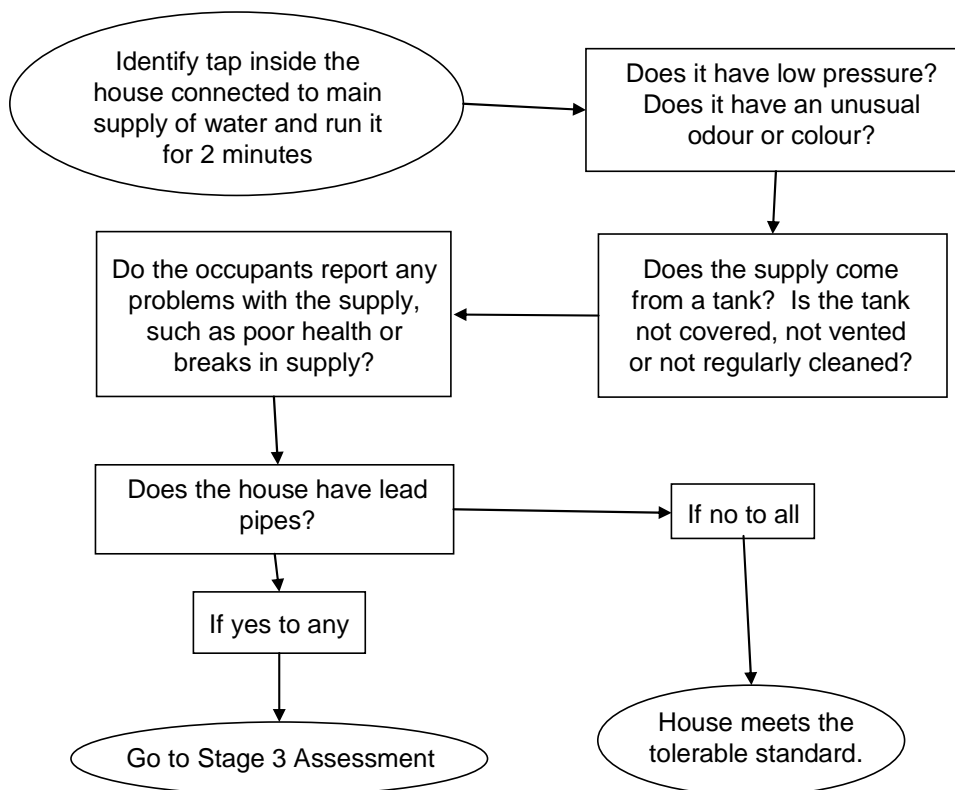 Identify tap inside the
house connected to main
supply of water and run it
for 2 minutes
Does it have low pressure?
Does it have an unusual
odour or colour?
Does the supply come
from a tank?  Is the tank
not covered, not vented
or not regularly cleaned?
Do the occupants report any
problems with the supply,
such as poor health or
breaks in supply?
Does the house have lead
pipes?
If no to all
If yes to any
House meets the
tolerable standard.
Go to Stage 3 Assessment